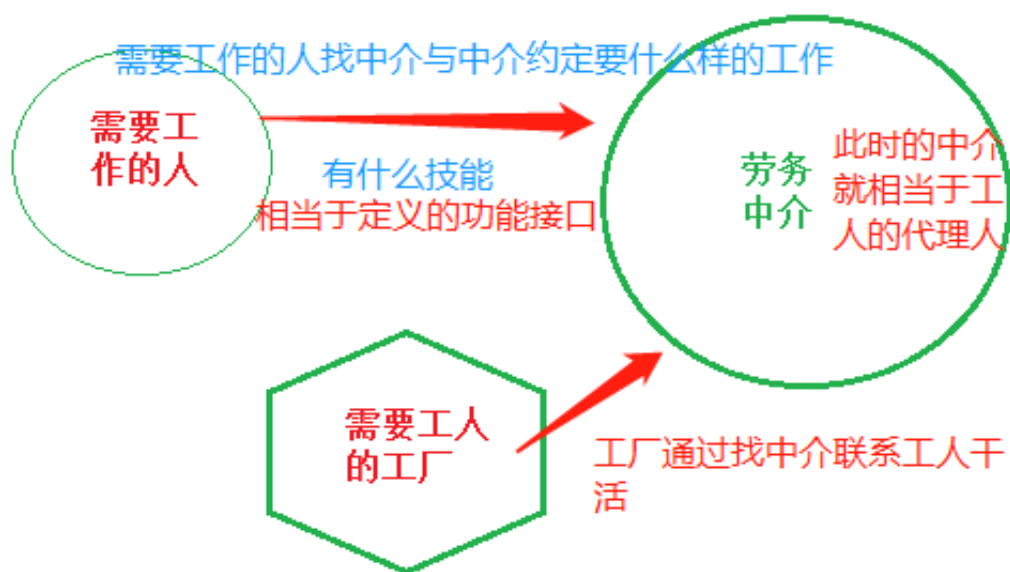 需要工作的人找中介与中介约定要什么样的工作
需要工
作的人
有什么技能
相当于定义的功能接口
劳务
中介
此时的中介
就相当于工
人的代理人
需要工人
的工厂
工厂通过找中介联系工人干
活